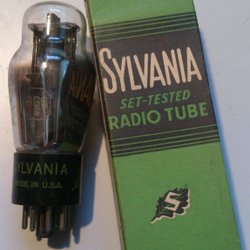 SYLVANIA
MADE IN U.S.A.
SYLVANIA
SET-TESTED
RADIO TUBE
S